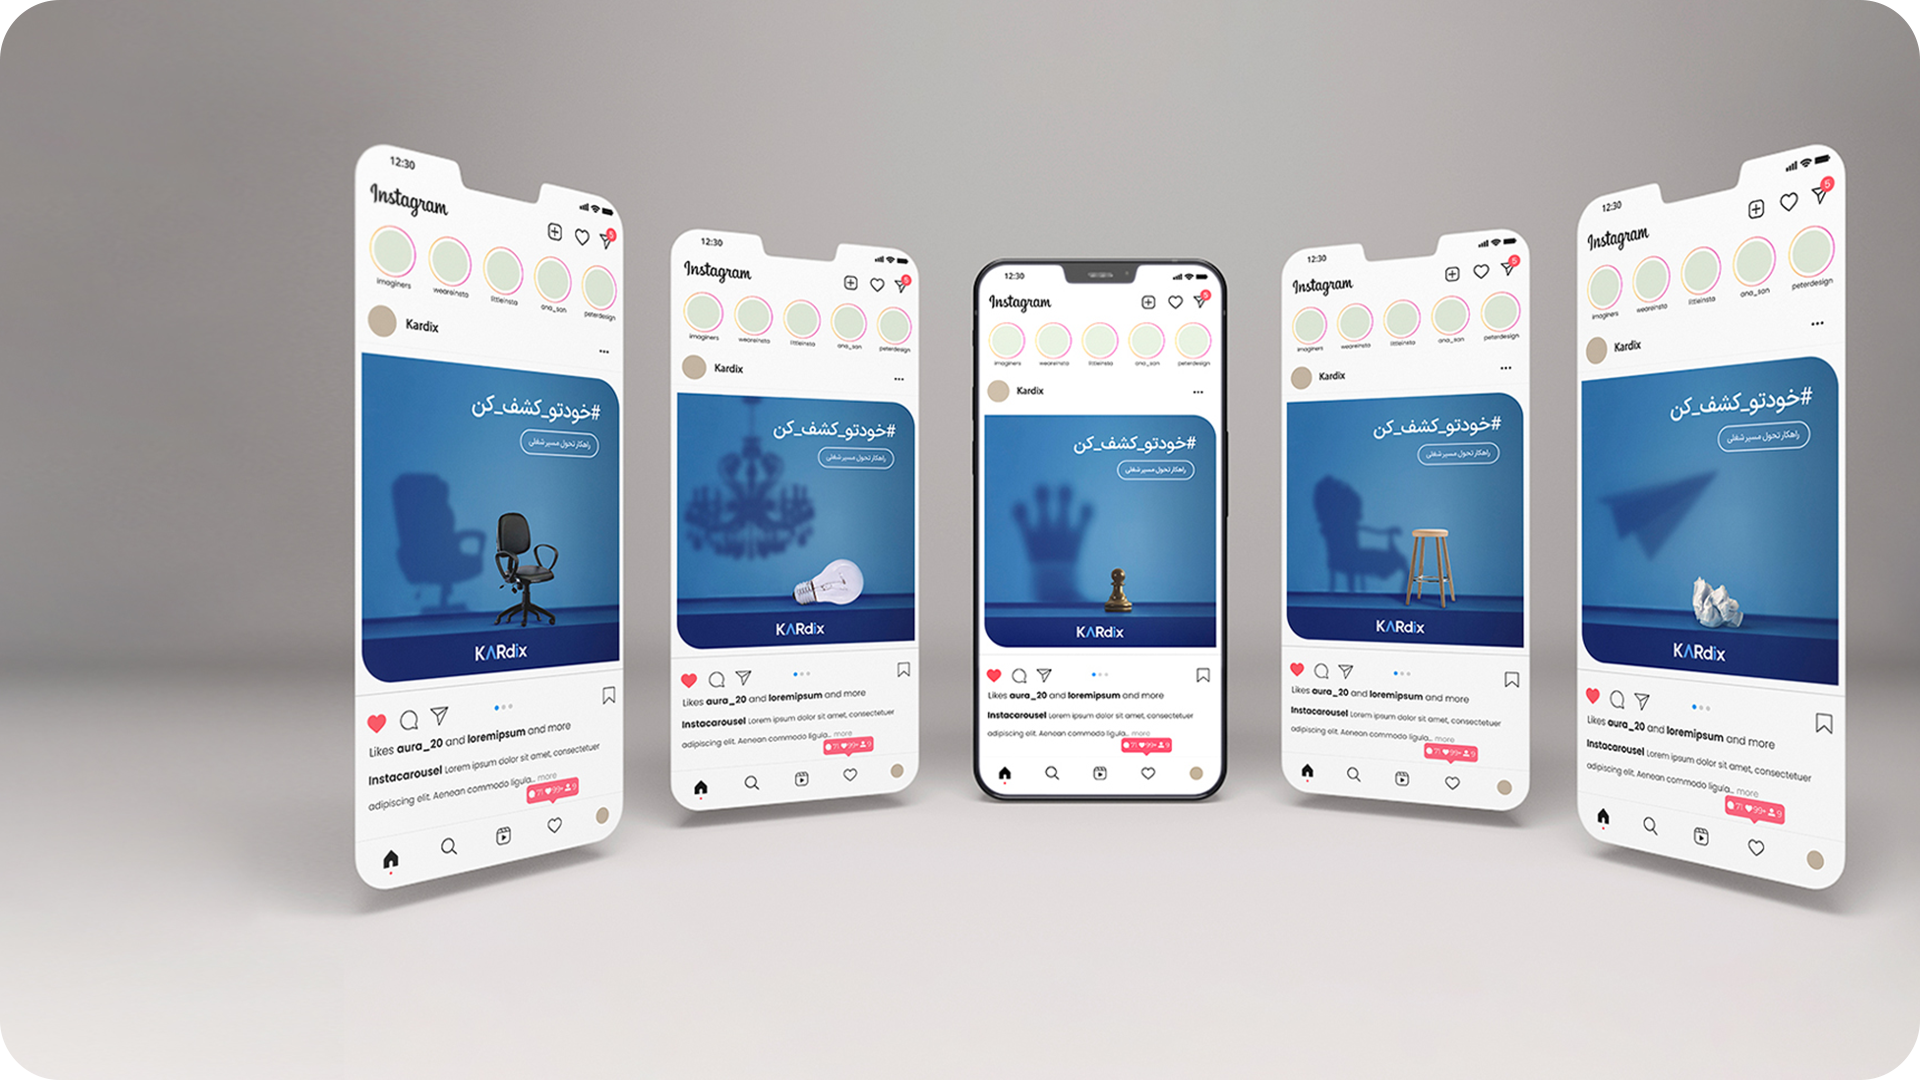 12:30
Instagram
5
imaginers
weareinsta
littleinsta
ana_san
peterdesign
Kardix
#خودتو_کشف_کن
راهکار تحول مسیر شغلی
KARdix
Likes aura_20 and loremipsum and more
Instacarousel Lorem ipsum dolor sit amet, consectetuer
adipiscing elit. Aenean commodo ligula... more
71 99+ 9
12:30
Instagram
5
imaginers
weareinsta
littleinsta
ana_san
peterdesign
Kardix
#خودتو_کشف_کن
راهکار تحول مسیر شغلی
KARdix
Likes aura_20 and loremipsum and more
Instacarousel Lorem ipsum dolor sit amet, consectetuer
adipiscing elit. Aenean commodo ligula... more
71 99+ 9
12:30
Instagram
5
imaginers
weareinsta
littleinsta
ana_san
peterdesign
Kardix
#خودتو_کشف_کن
راهکار تحول مسیر شغلی
KARdix
Likes aura_20 and loremipsum and more
Instacarousel Lorem ipsum dolor sit amet, consectetuer
adipiscing elit. Aenean commodo ligula... more
71 99+ 9
12:30
Instagram
5
imaginers
weareinsta
littleinsta
ana_san
peterdesign
Kardix
#خودتو_کشف_کن
راهکار تحول مسیر شغلی
KARdix
Likes aura_20 and loremipsum and more
Instacarousel Lorem ipsum dolor sit amet, consectetuer
adipiscing elit. Aenean commodo ligula... more
71 99+ 9
12:30
Instagram
5
imaginers
weareinsta
littleinsta
ana_san
peterdesign
Kardix
#خودتو_کشف_کن
راهکار تحول مسیر شغلی
KARdix
Likes aura_20 and loremipsum and more
Instacarousel Lorem ipsum dolor sit amet, consectetuer
adipiscing elit. Aenean commodo ligula... more
71 99+ 9